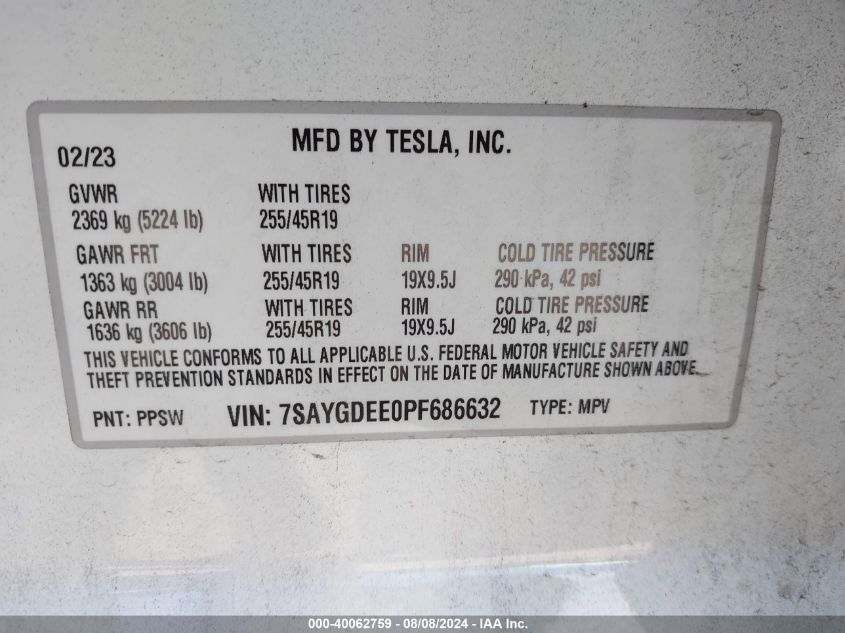 MFD BY TESLA, INC.
02/23
GVWR WITH TIRES
2369 kg (5224 lb) 255/45R19
GAWR FRT WITH TIRES RIM COLD TIRE PRESSURE
1363 kg (3004 lb) 255/45R19 19X9.5J 290 kPa, 42 psi
GAWR RR WITH TIRES RIM COLD TIRE PRESSURE
1636 kg (3606 lb) 255/45R19 19X9.5J 290 kPa, 42 psi
THIS VEHICLE CONFORMS TO ALL APPLICABLE U.S. FEDERAL MOTOR VEHICLE SAFETY AND
THEFT PREVENTION STANDARDS IN EFFECT ON THE DATE OF MANUFACTURE SHOWN ABOVE.
PNT: PPSW VIN: 7SAYGDEE0PF686632 TYPE: MPV
000-40062759 - 08/08/2024 - IAA Inc.